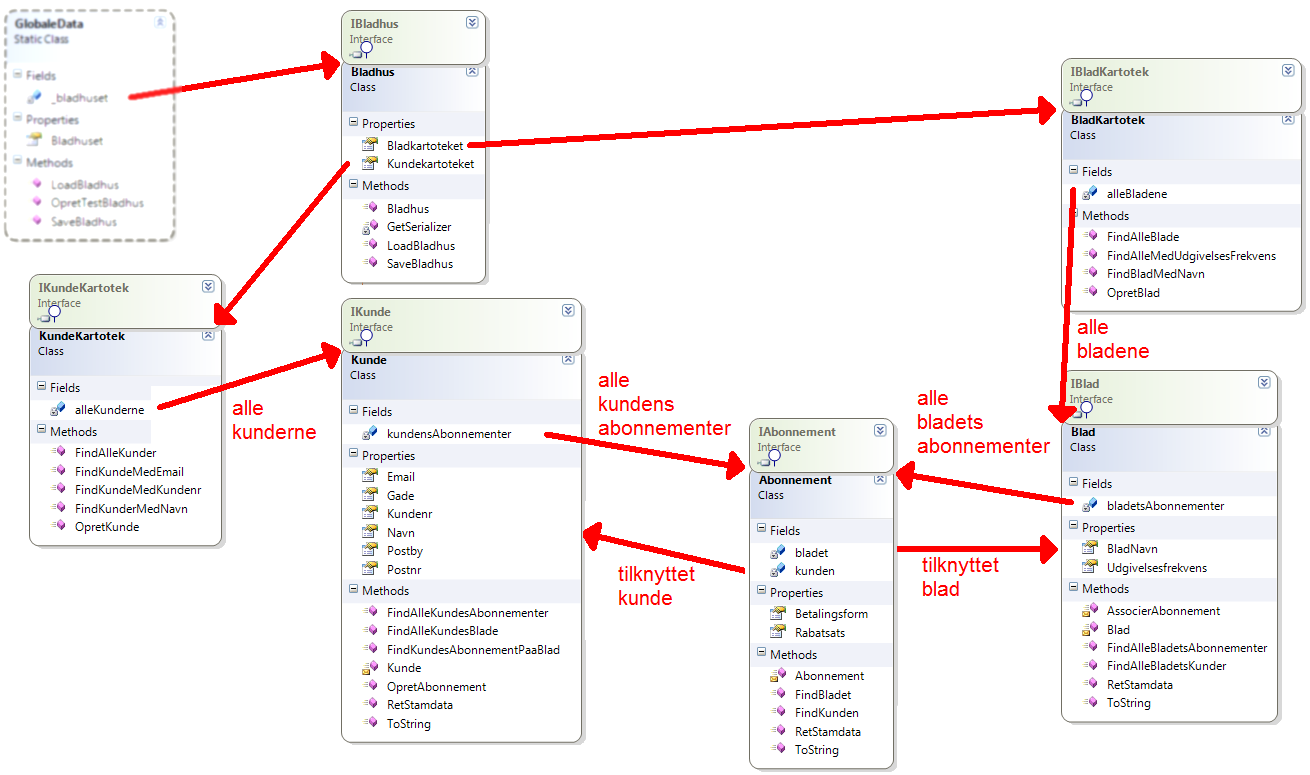 GlobaleData
Static Class
Fields
_bladhuset
Properties
Bladhuset
Methods
LoadBladhus
OpretTestBladhus
SaveBladhus
IBladhus
Interface
Bladhus
Class
Properties
Bladkartoteket
Kundekartoteket
Methods
Bladhus
GetSerializer
LoadBladhus
SaveBladhus
IBladKartotek
Interface
BladKartotek
Class
Fields
alleBladene
Methods
FindAlleBlade
FindAlleMedUdgivelsesFrekvens
FindBladMedNavn
OpretBlad
IKundeKartotek
Interface
KundeKartotek
Class
Fields
alleKunderne
Methods
FindAlleKunder
FindKundeMedEmail
FindKundeMedKundenr
FindKunderMedNavn
OpretKunde
alle
kunderne
IKunde
Interface
Kunde
Class
Fields
kundensAbonnementer
Properties
Email
Gade
Kundenr
Navn
Postby
Postnr
Methods
FindAlleKundesAbonnementer
FindAlleKundesBlade
FindKundesAbonnementPaaBlad
Kunde
OpretAbonnement
RetStamdata
ToString
alle
kundens
abonnementer
tilknyttet
kunde
IAbonnement
Interface
Abonnement
Class
Fields
bladet
kunden
Properties
Betalingsform
Rabatsats
Methods
Abonnement
FindBladet
FindKunden
RetStamdata
ToString
alle
bladets
abonnementer
tilknyttet
blad
alle
bladene
IBlad
Interface
Blad
Class
Fields
bladetsAbonnementer
Properties
BladNavn
Udgivelsesfrekvens
Methods
AssocierAbonnement
Blad
FindAlleBladetsAbonnementer
FindAlleBladetsKunder
RetStamdata
ToString